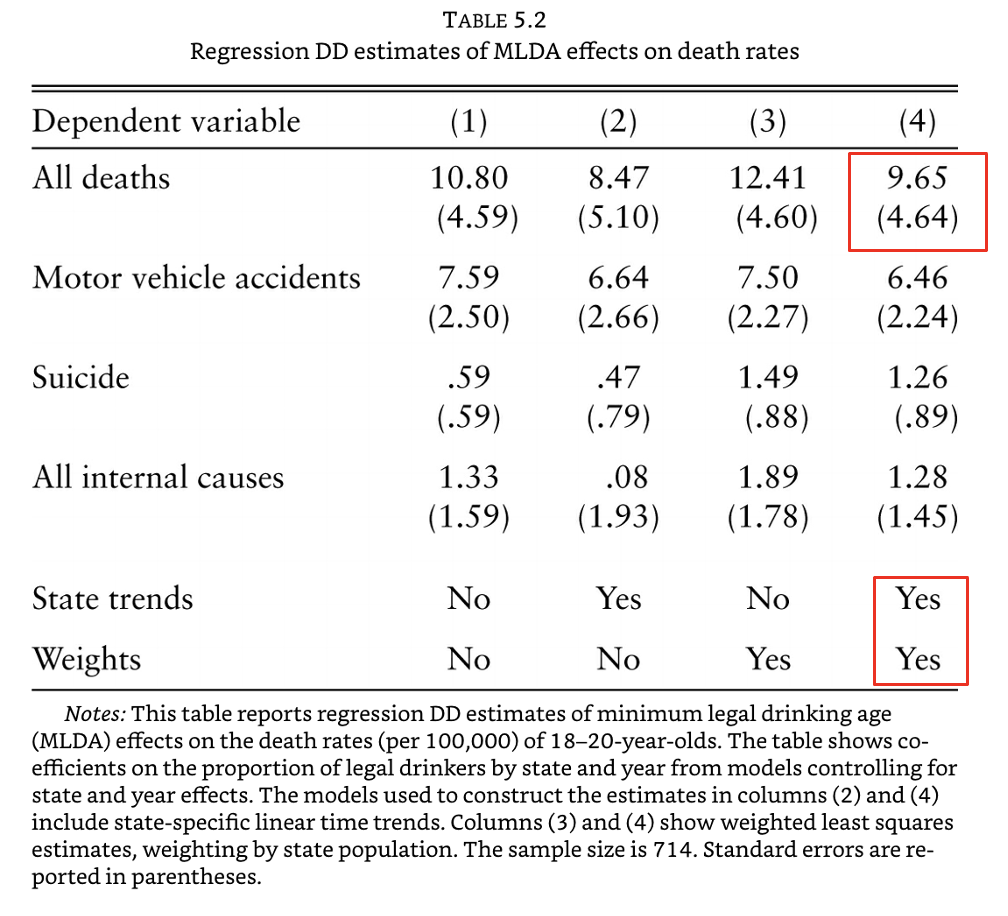 TABLE 5.2
Regression DD estimates of MLDA effects on death rates
Dependent variable (1) (2) (3) (4)
All deaths 10.80 8.47 12.41 9.65
(4.59) (5.10) (4.60) (4.64)
Motor vehicle accidents 7.59 6.64 7.50 6.46
(2.50) (2.66) (2.27) (2.24)
Suicide .59 .47 1.49 1.26
(.59) (.79) (.88) (.89)
All internal causes 1.33 .08 1.89 1.28
(1.59) (1.93) (1.78) (1.45)
State trends No Yes No Yes
Weights No No Yes Yes
Notes: This table reports regression DD estimates of minimum legal drinking age
(MLDA) effects on the death rates (per 100,000) of 18–20-year-olds. The table shows co-
efficients on the proportion of legal drinkers by state and year from models controlling for
state and year effects. The models used to construct the estimates in columns (2) and (4)
include state-specific linear time trends. Columns (3) and (4) show weighted least squares
estimates, weighting by state population. The sample size is 714. Standard errors are re-
ported in parentheses.